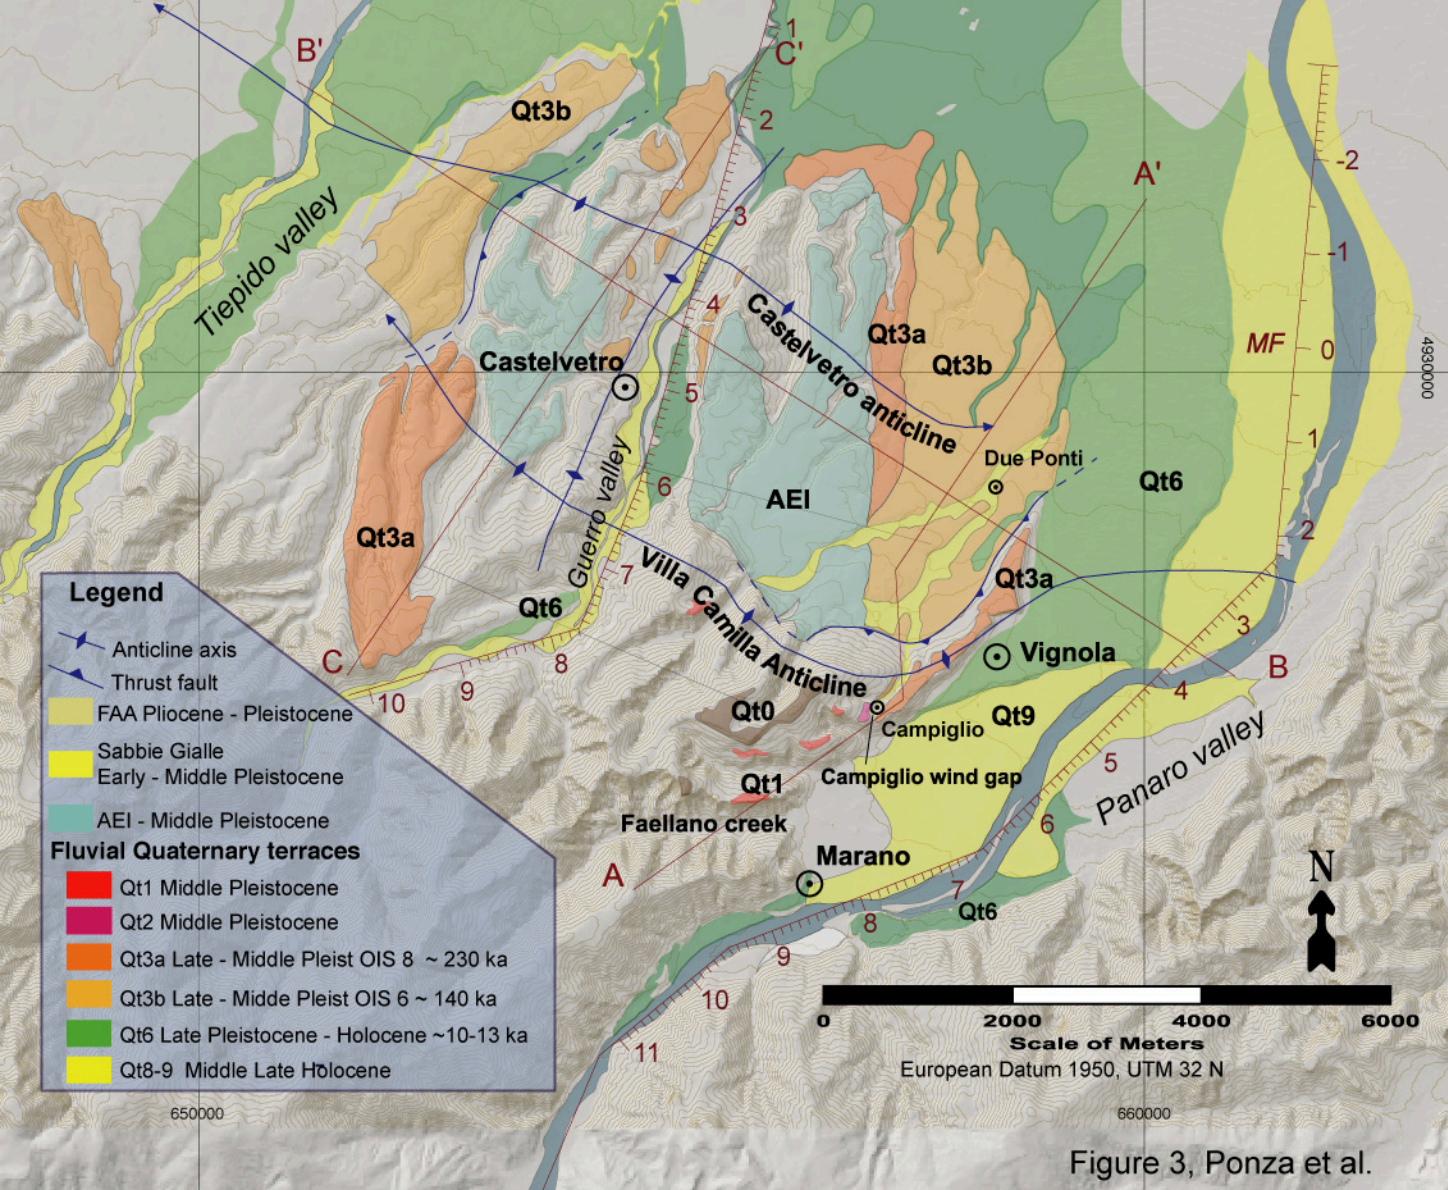 B'
1
C'
Qt3b
2
-2
A'
Tiepido valley
3
-1
4
Castelvetro anticline
Qt3a
MF
0
4930000
Castelvetro
Qt3b
5
1
Due Ponti
6
Qt6
AEI
2
Qt3a
Guerro valley
7
Villa Camilla Anticline
Qt3a
Qt6
3
8
Vignola
C
B
10
9
4
Qt0
Qt9
Campiglio
5
Panaro valley
Campiglio wind gap
Qt1
Faellano creek
6
Marano
A
7
Qt6
8
9
10
11
N
Legend
Anticline axis
Thrust fault
FAA Pliocene - Pleistocene
Sabbie Gialle
Early - Middle Pleistocene
AEI - Middle Pleistocene
Fluvial Quaternary terraces
Qt1 Middle Pleistocene
Qt2 Middle Pleistocene
Qt3a Late - Middle Pleist OIS 8 ~ 230 ka
Qt3b Late - Midde Pleist OIS 6 ~ 140 ka
Qt6 Late Pleistocene - Holocene ~10-13 ka
Qt8-9 Middle Late Holocene
0 2000 4000 6000
Scale of Meters
European Datum 1950, UTM 32 N
650000
660000
Figure 3, Ponza et al.